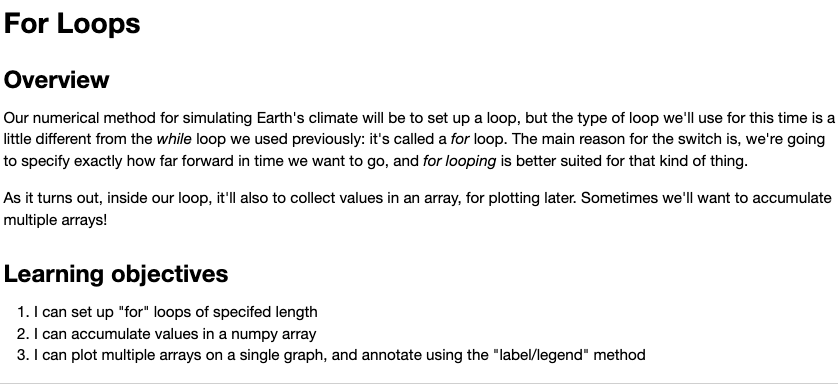 For Loops
Overview
Our numerical method for simulating Earth's climate will be to set up a loop, but the type of loop we'll use for this time is a
little different from the while loop we used previously: it's called a for loop. The main reason for the switch is, we're going
to specify exactly how far forward in time we want to go, and for looping is better suited for that kind of thing.
As it turns out, inside our loop, it'll also to collect values in an array, for plotting later. Sometimes we'll want to accumulate
multiple arrays!
Learning objectives
1. I can set up "for" loops of specifed length
2. I can accumulate values in a numpy array
3. I can plot multiple arrays on a single graph, and annotate using the "label/legend" method